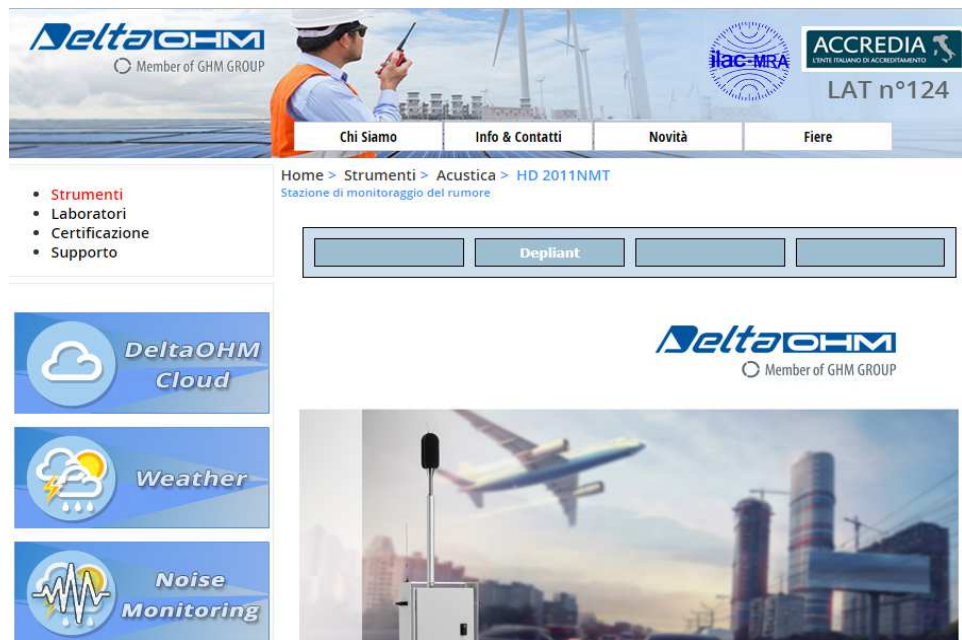 DeltaOHM
Member of GHM GROUP
ilac-MRA
ACCREDIA
L'ENTE ITALIANO DI ACCREDITAMENTO
LAT n°124
Chi Siamo
Info & Contatti
Novità
Fiere
Strumenti
Laboratori
Certificazione
Supporto
Home > Strumenti > Acustica > HD 2011NMT
Stazione di monitoraggio del rumore
Depliant
DeltaOHM
Cloud
Weather
Noise
Monitoring
DeltaOHM
Member of GHM GROUP